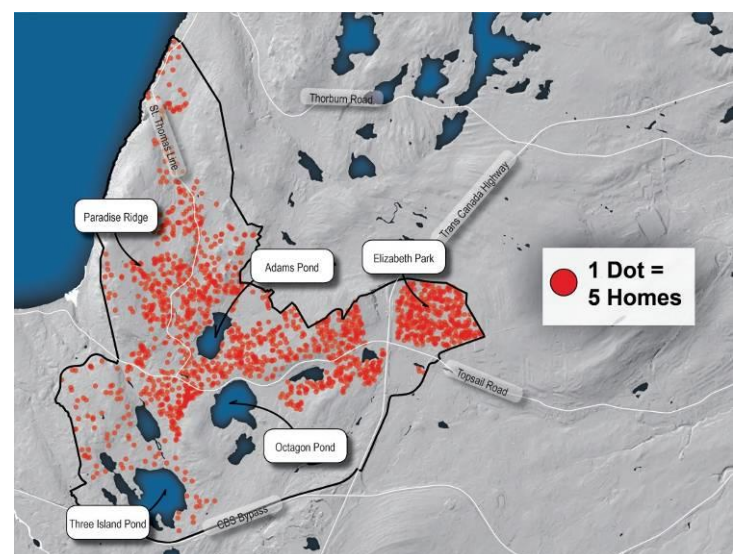 Thorburn Road
St. Thomas Line
Trans Canada Highway
Paradise Ridge
Adams Pond
Elizabeth Park
1 Dot =
5 Homes
Topsail Road
Octagon Pond
Three Island Pond
CBS Bypass